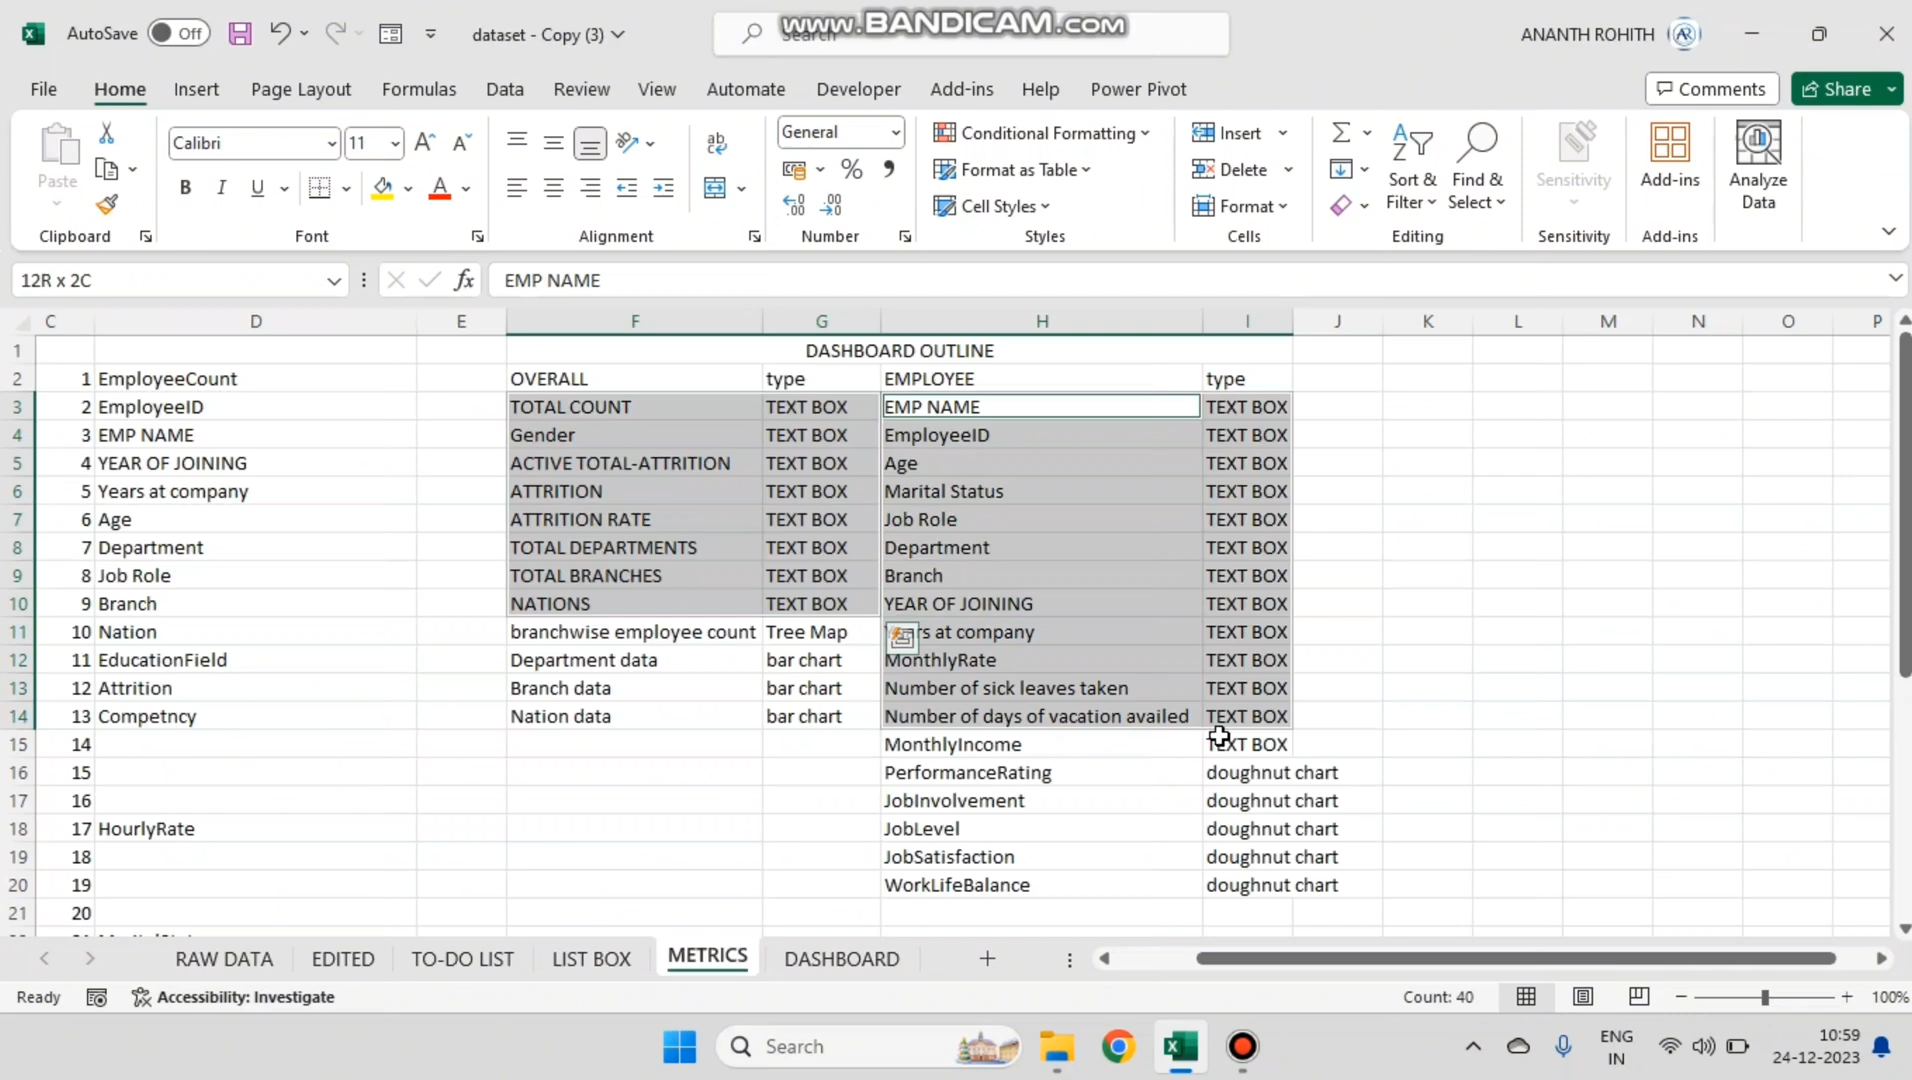 www.BANDICAM.com
AutoSave Off dataset - Copy (3) ANANTH ROHITH AR
File Home Insert Page Layout Formulas Data Review View Automate Developer Add-ins Help Power Pivot Comments Share
Paste Calibri 11 General Conditional Formatting Insert
Format as Table Delete Sort & Filter Find & Select Sensitivity Add-ins Analyze Data
Cell Styles Format
Clipboard Font Alignment Number Styles Cells Editing Sensitivity Add-ins
12R x 2C fx EMP NAME
C D E F G H I J K L M N O P
1 DASHBOARD OUTLINE
2 1 EmployeeCount OVERALL type EMPLOYEE type
3 2 EmployeeID TOTAL COUNT TEXT BOX EMP NAME TEXT BOX
4 3 EMP NAME Gender TEXT BOX EmployeeID TEXT BOX
5 4 YEAR OF JOINING ACTIVE TOTAL-ATTRITION TEXT BOX Age TEXT BOX
6 5 Years at company ATTRITION TEXT BOX Marital Status TEXT BOX
7 6 Age ATTRITION RATE TEXT BOX Job Role TEXT BOX
8 7 Department TOTAL DEPARTMENTS TEXT BOX Department TEXT BOX
9 8 Job Role TOTAL BRANCHES TEXT BOX Branch TEXT BOX
10 9 Branch NATIONS TEXT BOX YEAR OF JOINING TEXT BOX
11 10 Nation branchwise employee count Tree Map rs at company TEXT BOX
12 11 EducationField Department data bar chart MonthlyRate TEXT BOX
13 12 Attrition Branch data bar chart Number of sick leaves taken TEXT BOX
14 13 Competncy Nation data bar chart Number of days of vacation availed TEXT BOX
15 14 MonthlyIncome TEXT BOX
16 15 PerformanceRating doughnut chart
17 16 JobInvolvement doughnut chart
18 17 HourlyRate JobLevel doughnut chart
19 18 JobSatisfaction doughnut chart
20 19 WorkLifeBalance doughnut chart
21 20
RAW DATA EDITED TO-DO LIST LIST BOX METRICS DASHBOARD
Ready Accessibility: Investigate Count: 40 100%
Search ENG IN 10:59 24-12-2023